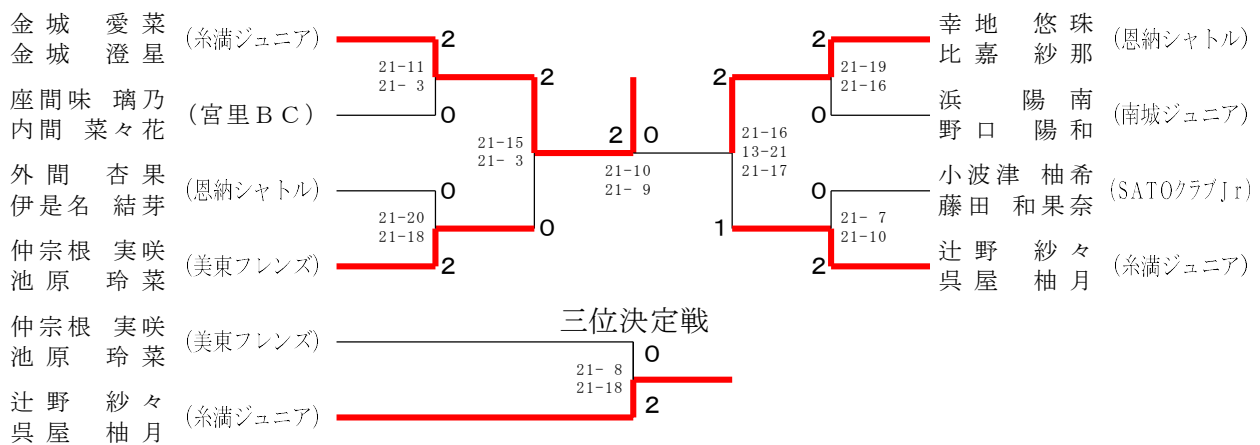 金城 愛菜
金城 澄星
(糸満ジュニア)
2
21-11
21- 3
座間味 璃乃
内間 菜々花
(宮里BC)
0
2
21-15
21- 3
外間 杏果
伊是名 結芽
(恩納シャトル)
0
21-20
21-18
0
仲宗根 実咲
池原 玲菜
(美東フレンズ)
2
2 0
21-10
21- 9
幸地 悠珠
比嘉 紗那
(恩納シャトル)
2
21-19
21-16
浜 陽南
野口 陽和
(南城ジュニア)
0
2
21-16
13-21
21-17
小波津 柚希
藤田 和果奈
(SATOクラブJr)
0
21- 7
21-10
1
辻野 紗々
呉屋 柚月
(糸満ジュニア)
2
三位決定戦
仲宗根 実咲
池原 玲菜
(美東フレンズ)
0
21- 8
21-18
辻野 紗々
呉屋 柚月
(糸満ジュニア)
2